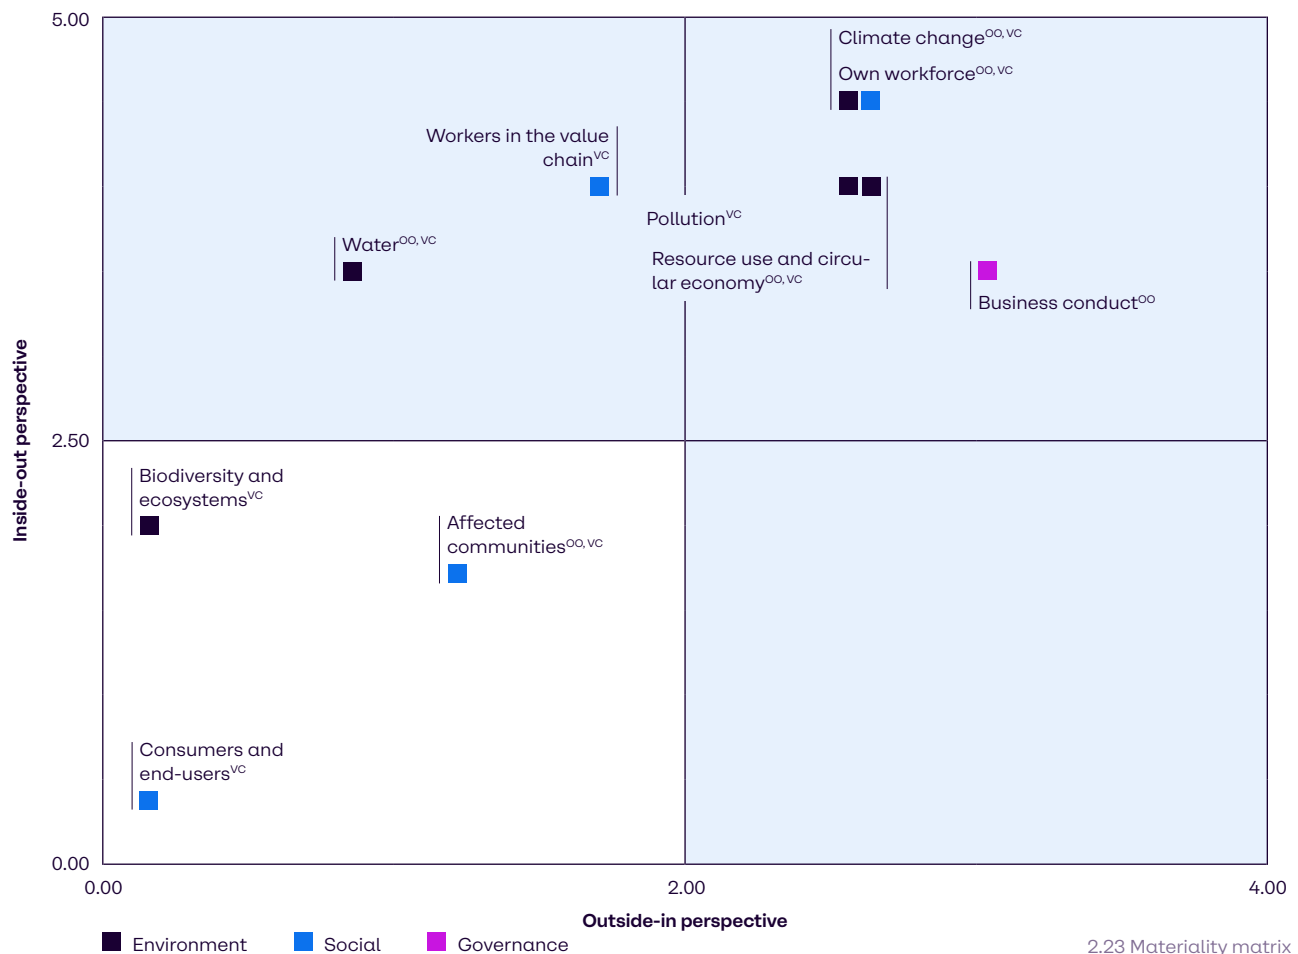 5.00
Climate changeOO, VC
Own workforceOO, VC
Workers in the value
chainVC
PollutionVC
WaterOO, VC
Resource use and circu-
lar economyOO, VC
Business conductOO
Inside-out perspective
2.50
Biodiversity and
ecosystemsVC
Affected
communitiesOO, VC
Consumers and
end-usersVC
0.00
0.00
2.00
4.00
Outside-in perspective
Environment
Social
Governance
2.23 Materiality matrix